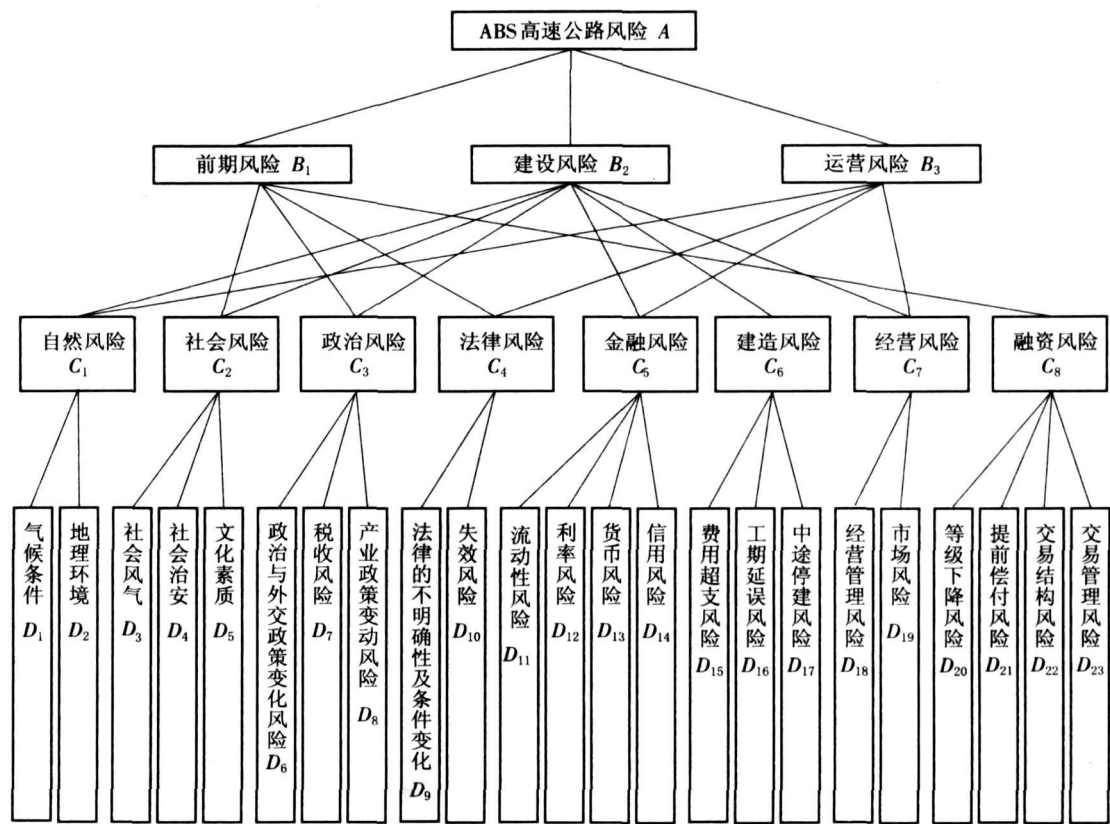 ABS高速公路风险 A
前期风险 B₁
建设风险 B₂
运营风险 B₃
自然风险
C₁
社会风险
C₂
政治风险
C₃
法律风险
C₄
金融风险
C₅
建造风险
C₆
经营风险
C₇
融资风险
C₈
气候条件 D₁
地理环境 D₂
社会风气 D₃
社会治安 D₄
文化素质 D₅
政治与外交政策变化风险 D₆
税收风险 D₇
产业政策变动风险 D₈
法律的不明确性及条件变化 D₉
失效风险 D₁₀
流动性风险 D₁₁
利率风险 D₁₂
货币风险 D₁₃
信用风险 D₁₄
费用超支风险 D₁₅
工期延误风险 D₁₆
中途停建风险 D₁₇
经营管理风险 D₁₈
市场风险 D₁₉
等级下降风险 D₂₀
提前偿付风险 D₂₁
交易结构风险 D₂₂
交易管理风险 D₂₃